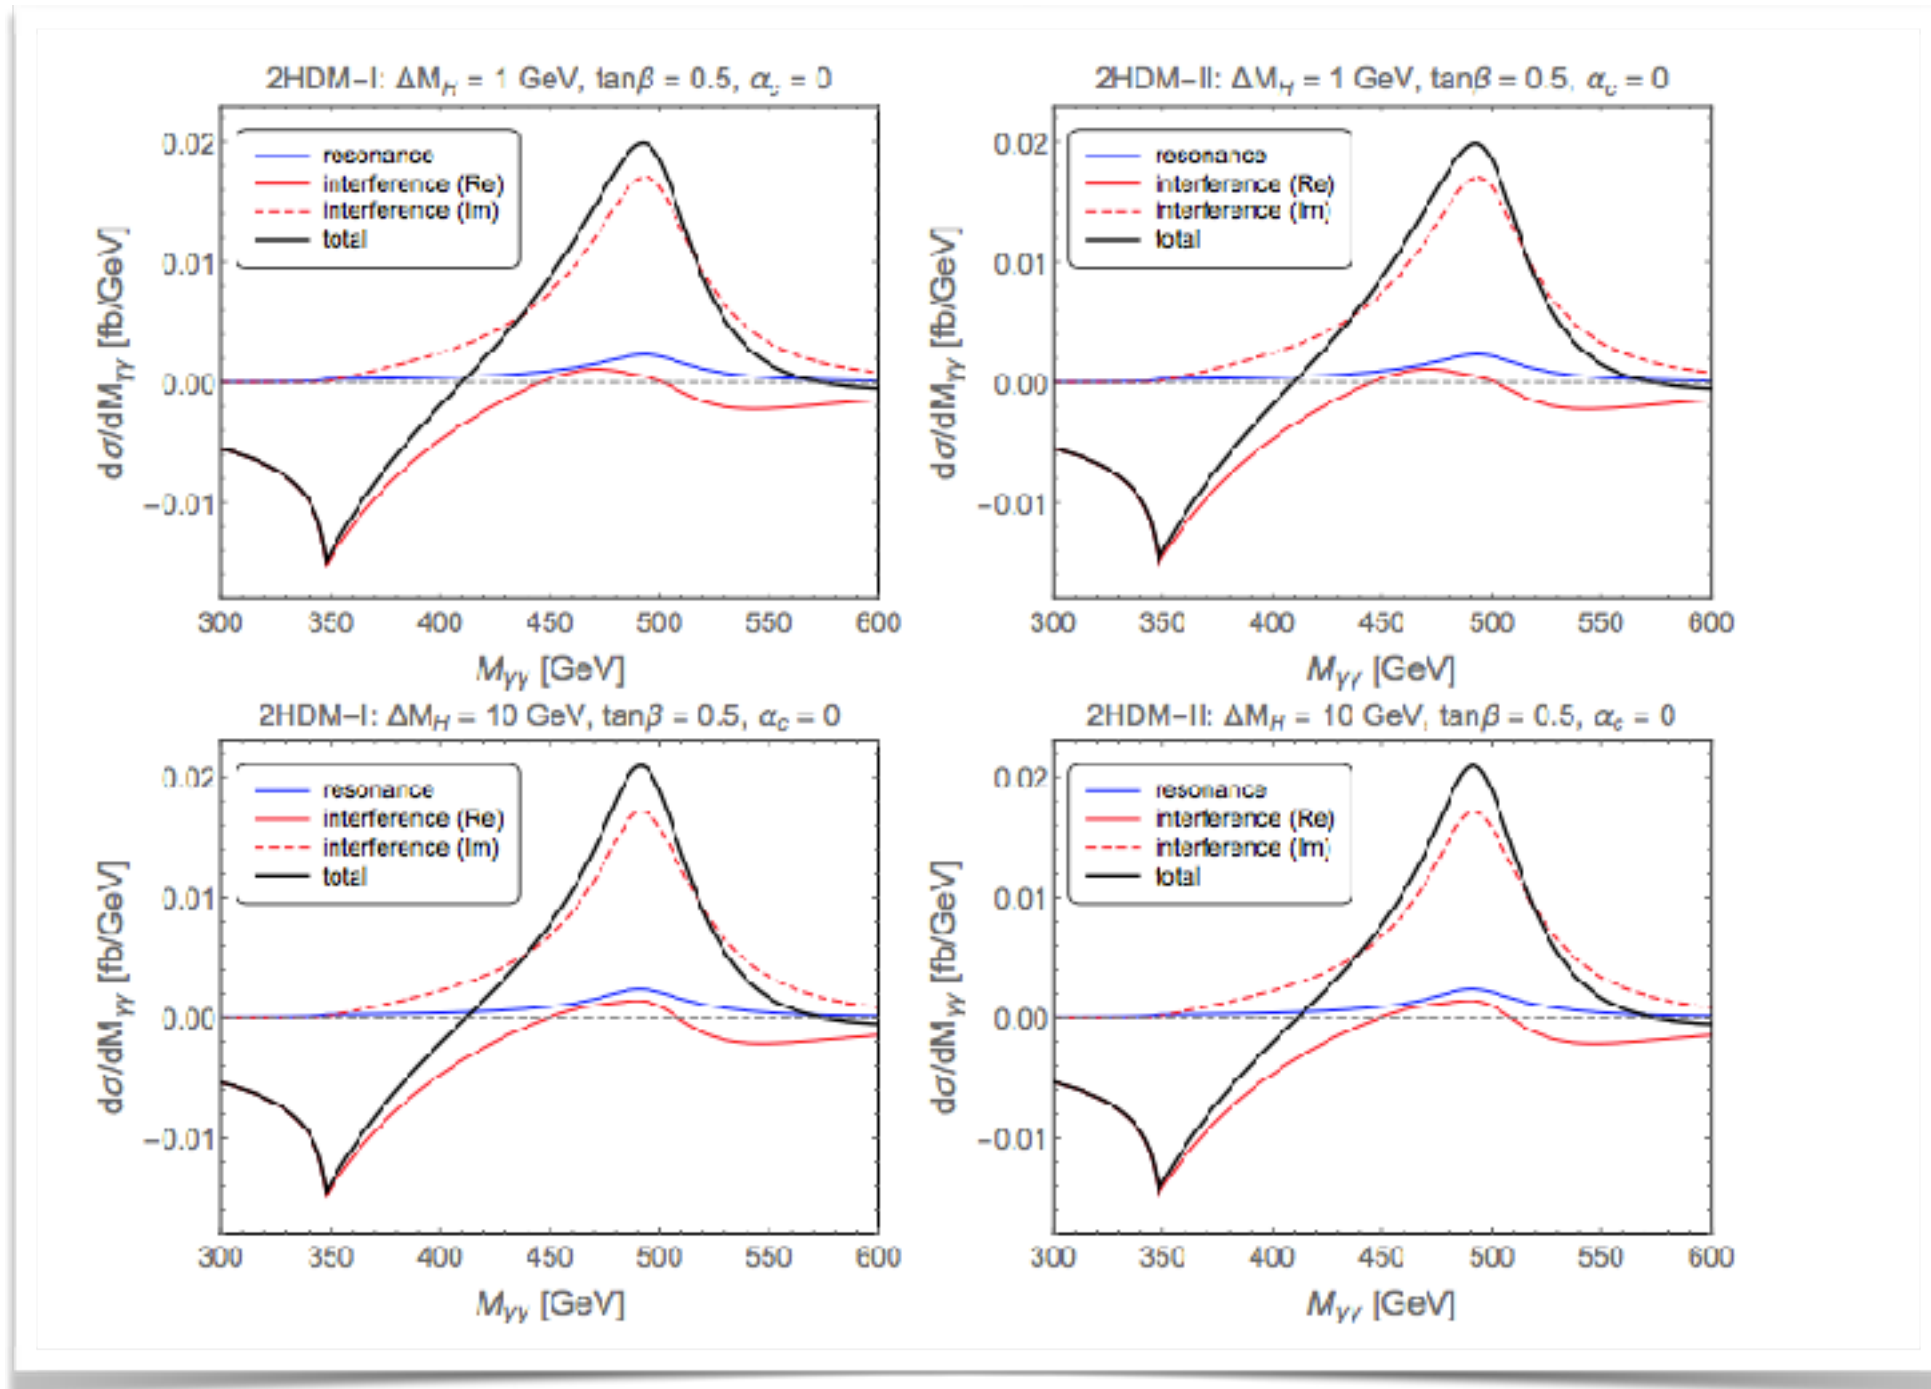 2HDM-I: ΔM_H = 1 GeV, tanβ = 0.5, α_c = 0
resonance
interference (Re)
interference (Im)
total
0.02
0.01
0.00
−0.01
dσ/dM_γγ [fb/GeV]
300 350 400 450 500 550 600
M_γγ [GeV]
2HDM-II: ΔM_H = 1 GeV, tanβ = 0.5, α_c = 0
resonance
interference (Re)
interference (Im)
total
0.02
0.01
0.00
−0.01
dσ/dM_γγ [fb/GeV]
300 350 400 450 500 550 600
M_γγ [GeV]
2HDM-I: ΔM_H = 10 GeV, tanβ = 0.5, α_c = 0
resonance
interference (Re)
interference (Im)
total
0.02
0.01
0.00
−0.01
dσ/dM_γγ [fb/GeV]
300 350 400 450 500 550 600
M_γγ [GeV]
2HDM-II: ΔM_H = 10 GeV, tanβ = 0.5, α_c = 0
resonance
interference (Re)
interference (Im)
total
0.02
0.01
0.00
−0.01
dσ/dM_γγ [fb/GeV]
300 350 400 450 500 550 600
M_γγ [GeV]